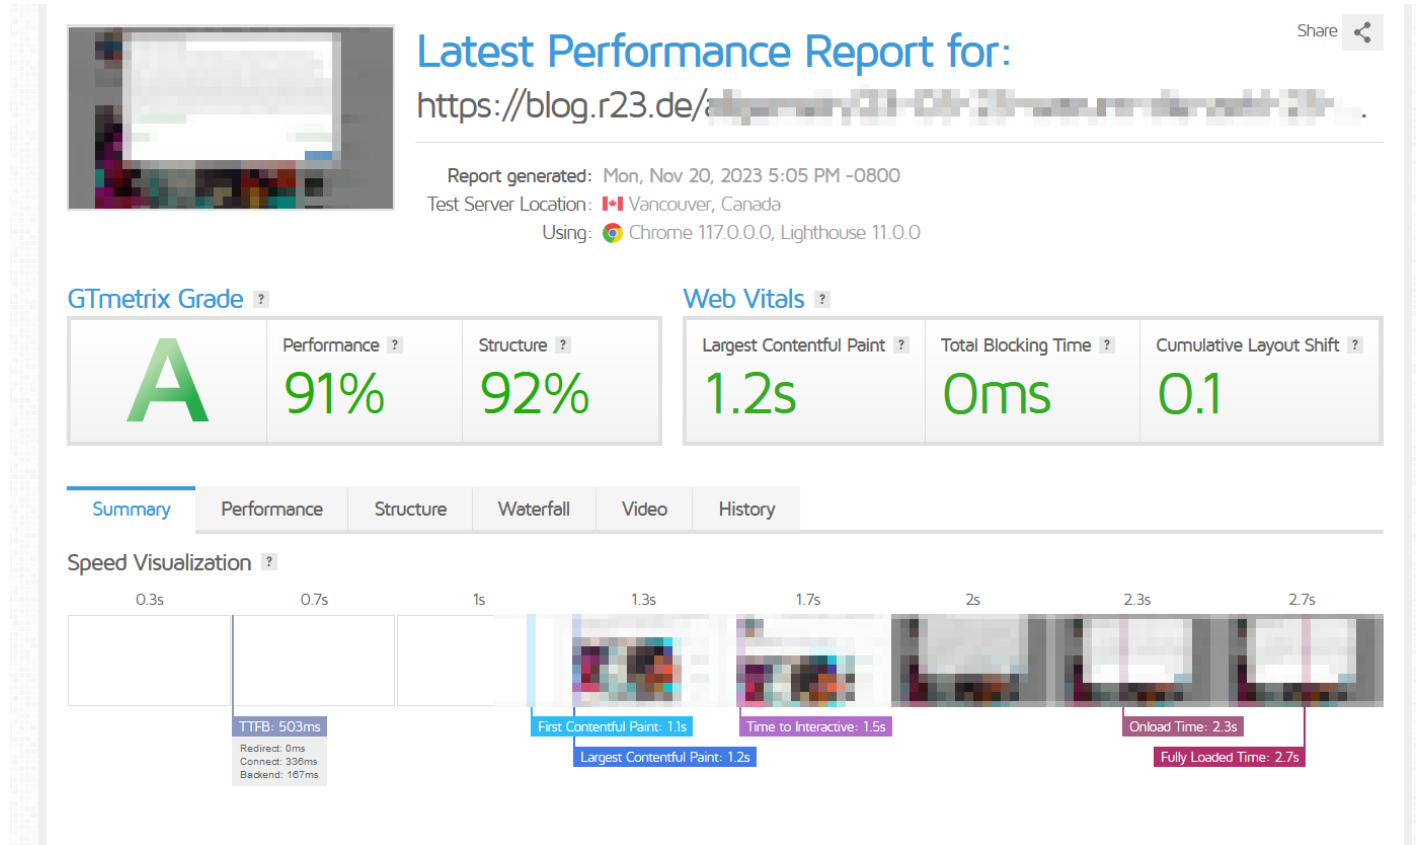 Share
Latest Performance Report for:
https://blog.r23.de/
Report generated: Mon, Nov 20, 2023 5:05 PM -0800
Test Server Location: Vancouver, Canada
Using: Chrome 117.0.0.0, Lighthouse 11.0.0
GTmetrix Grade ?
Web Vitals ?
A
Performance ?
91%
Structure ?
92%
Largest Contentful Paint ?
1.2s
Total Blocking Time ?
0ms
Cumulative Layout Shift ?
0.1
Summary
Performance
Structure
Waterfall
Video
History
Speed Visualization ?
0.3s
0.7s
1s
1.3s
1.7s
2s
2.3s
2.7s
TTFB: 503ms
Redirect: 0ms
Connect: 336ms
Backend: 167ms
First Contentful Paint: 1.1s
Largest Contentful Paint: 1.2s
Time to Interactive: 1.5s
Onload Time: 2.3s
Fully Loaded Time: 2.7s